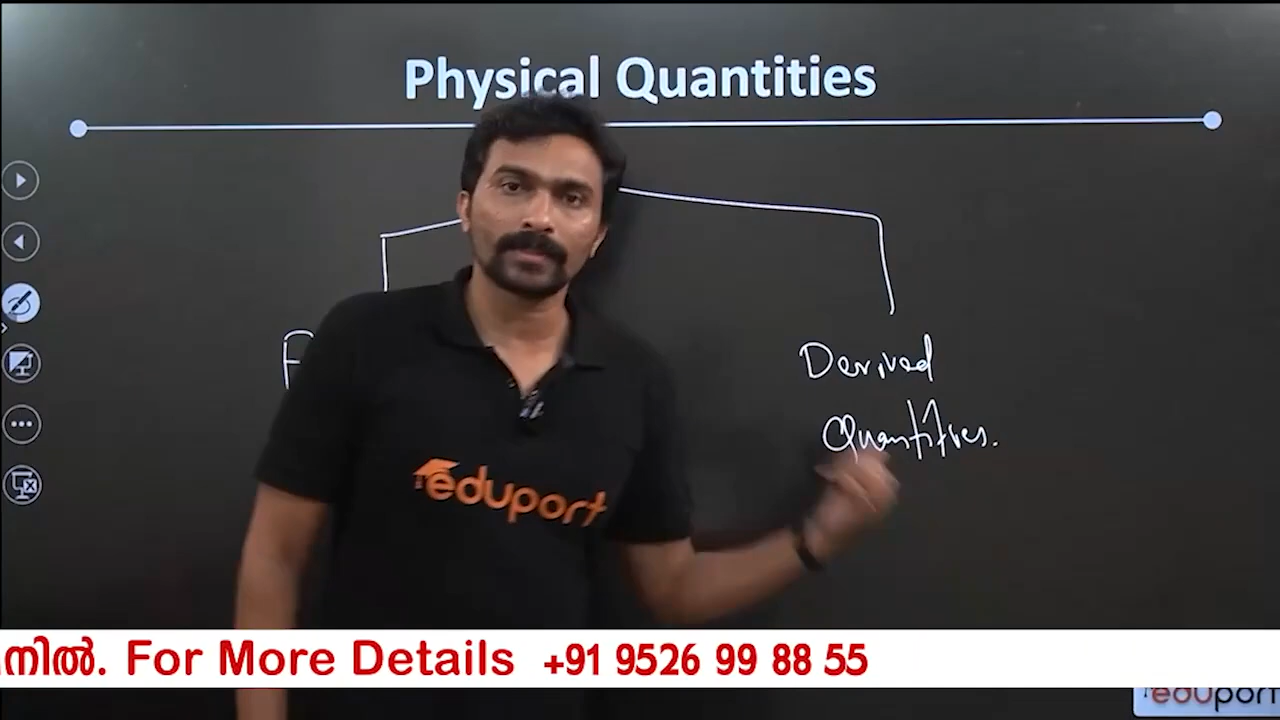 Physical Quantities
Derived
Quantities.
eduport
നിൽ. For More Details +91 9526 99 88 55
eduport